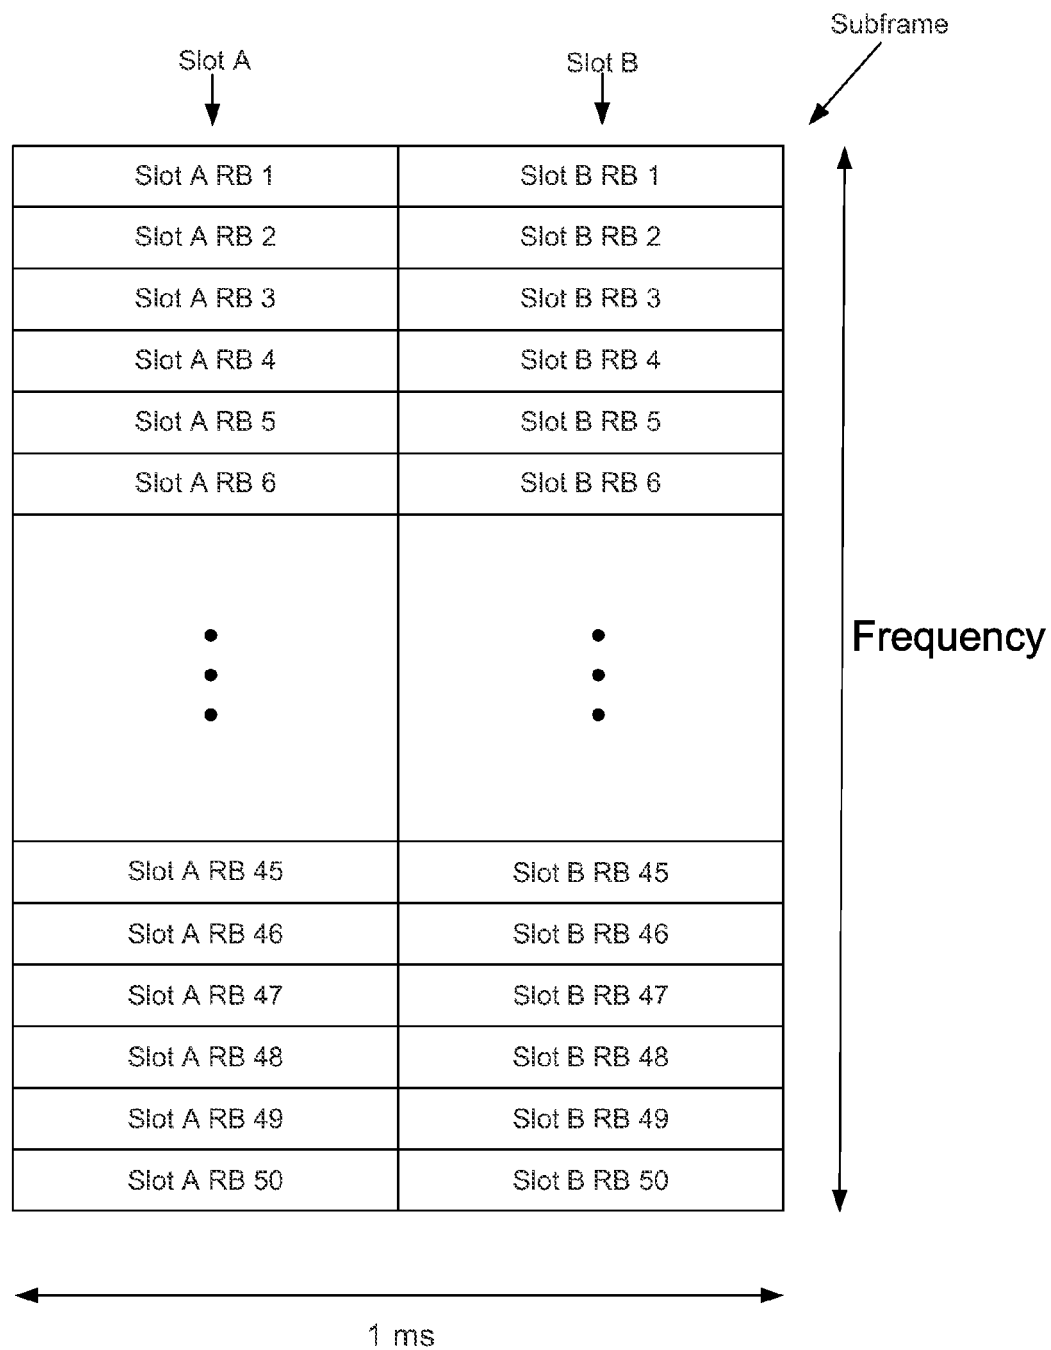 Subframe
Slot A
Slot B
Slot A RB 1
Slot B RB 1
Slot A RB 2
Slot B RB 2
Slot A RB 3
Slot B RB 3
Slot A RB 4
Slot B RB 4
Slot A RB 5
Slot B RB 5
Slot A RB 6
Slot B RB 6
Frequency
Slot A RB 45
Slot B RB 45
Slot A RB 46
Slot B RB 46
Slot A RB 47
Slot B RB 47
Slot A RB 48
Slot B RB 48
Slot A RB 49
Slot B RB 49
Slot A RB 50
Slot B RB 50
1 ms